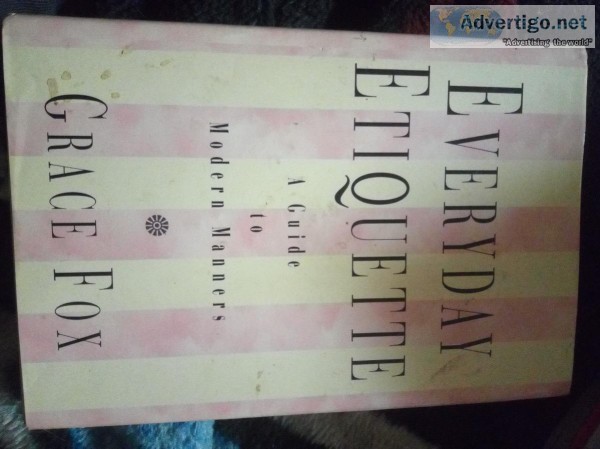 Advertigo.net
"Advertising the world"
EVERYDAY
ETIQUETTE
A Guide
to
Modern Manners
GRACE FOX